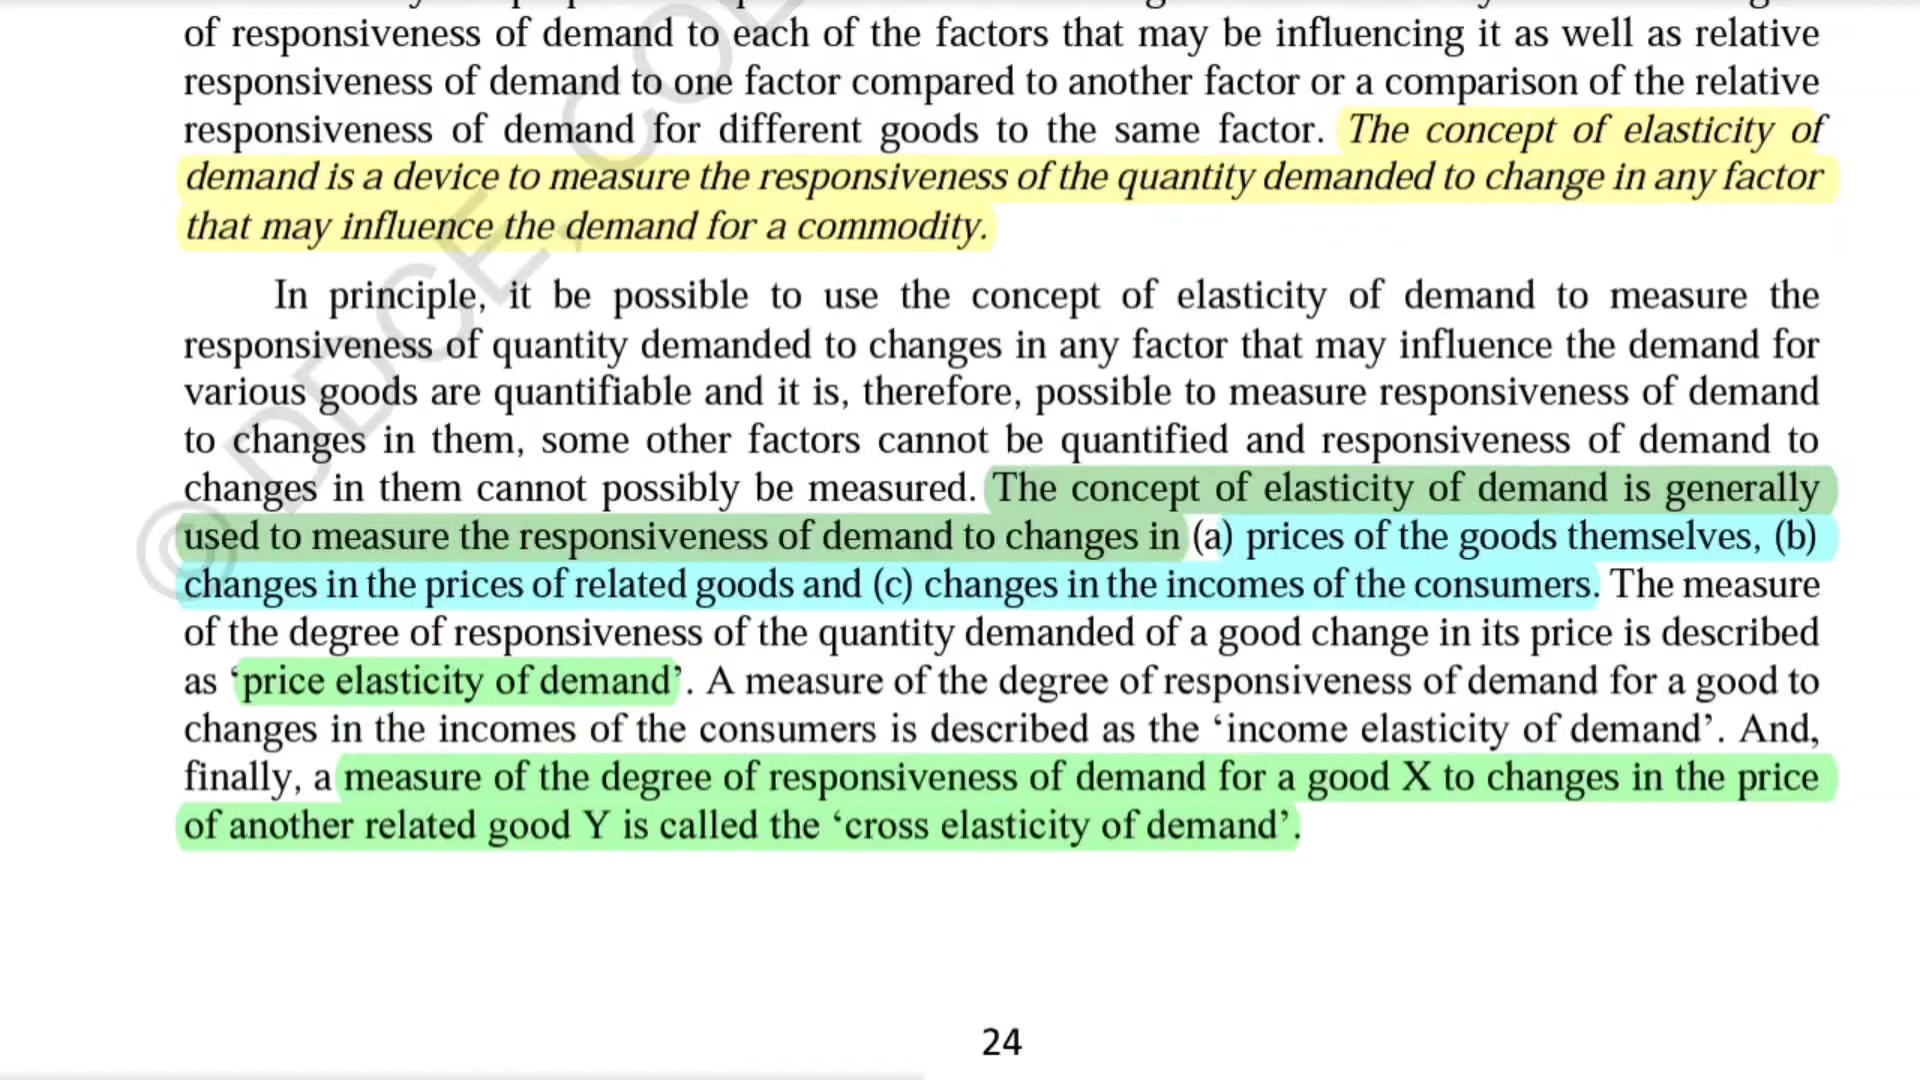 of responsiveness of demand to each of the factors that may be influencing it as well as relative
responsiveness of demand to one factor compared to another factor or a comparison of the relative
responsiveness of demand for different goods to the same factor. The concept of elasticity of
demand is a device to measure the responsiveness of the quantity demanded to change in any factor
that may influence the demand for a commodity.
In principle, it be possible to use the concept of elasticity of demand to measure the
responsiveness of quantity demanded to changes in any factor that may influence the demand for
various goods are quantifiable and it is, therefore, possible to measure responsiveness of demand
to changes in them, some other factors cannot be quantified and responsiveness of demand to
changes in them cannot possibly be measured. The concept of elasticity of demand is generally
used to measure the responsiveness of demand to changes in (a) prices of the goods themselves, (b)
changes in the prices of related goods and (c) changes in the incomes of the consumers. The measure
of the degree of responsiveness of the quantity demanded of a good change in its price is described
as ‘price elasticity of demand’. A measure of the degree of responsiveness of demand for a good to
changes in the incomes of the consumers is described as the ‘income elasticity of demand’. And,
finally, a measure of the degree of responsiveness of demand for a good X to changes in the price
of another related good Y is called the ‘cross elasticity of demand’.
24
© DDCE,